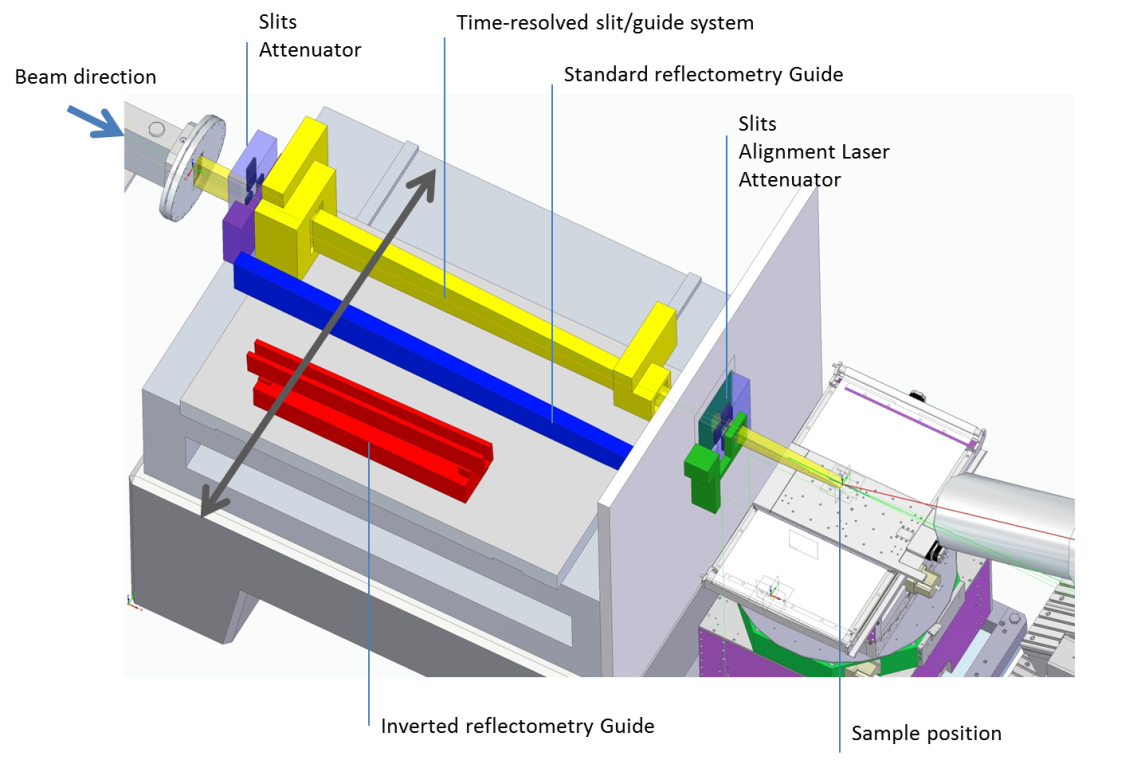 Slits
Attenuator
Time-resolved slit/guide system
Beam direction
Standard reflectometry Guide
Slits
Alignment Laser
Attenuator
Inverted reflectometry Guide
Sample position